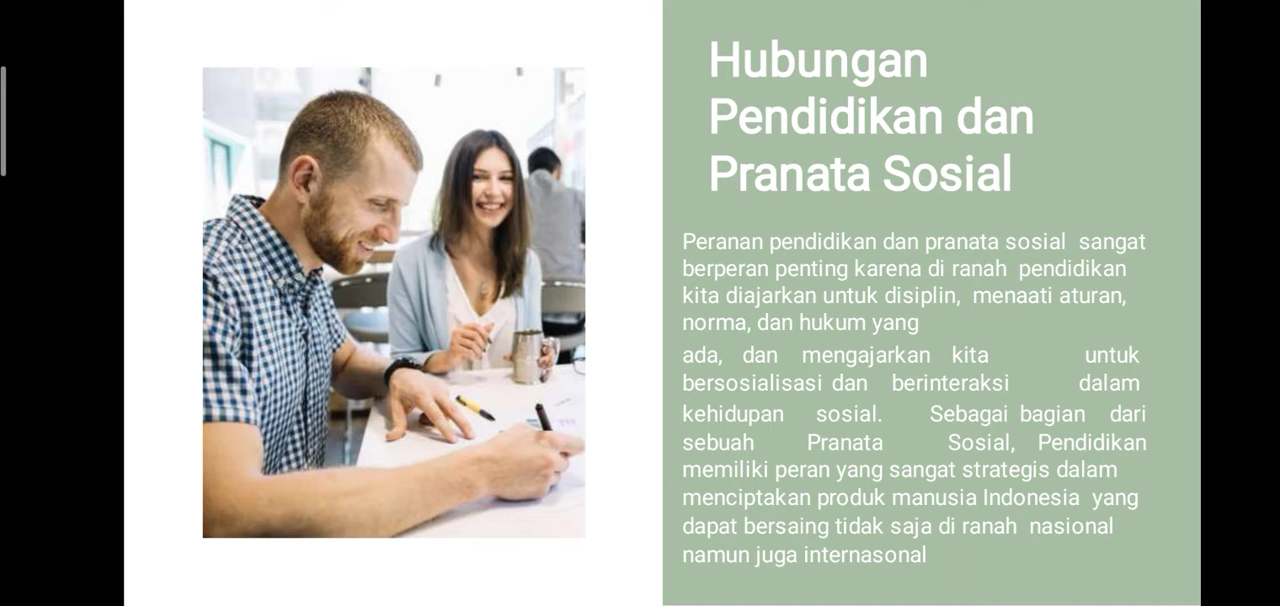 Hubungan
Pendidikan dan
Pranata Sosial
Peranan pendidikan dan pranata sosial sangat
berperan penting karena di ranah pendidikan
kita diajarkan untuk disiplin, menaati aturan,
norma, dan hukum yang
ada, dan mengajarkan kita untuk
bersosialisasi dan berinteraksi dalam
kehidupan sosial. Sebagai bagian dari
sebuah Pranata Sosial, Pendidikan
memiliki peran yang sangat strategis dalam
menciptakan produk manusia Indonesia yang
dapat bersaing tidak saja di ranah nasional
namun juga internasonal